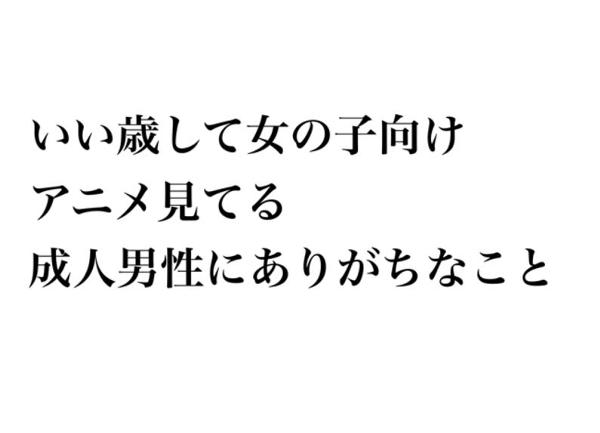 いい歳して女の子向け
アニメ見てる
成人男性にありがちなこと